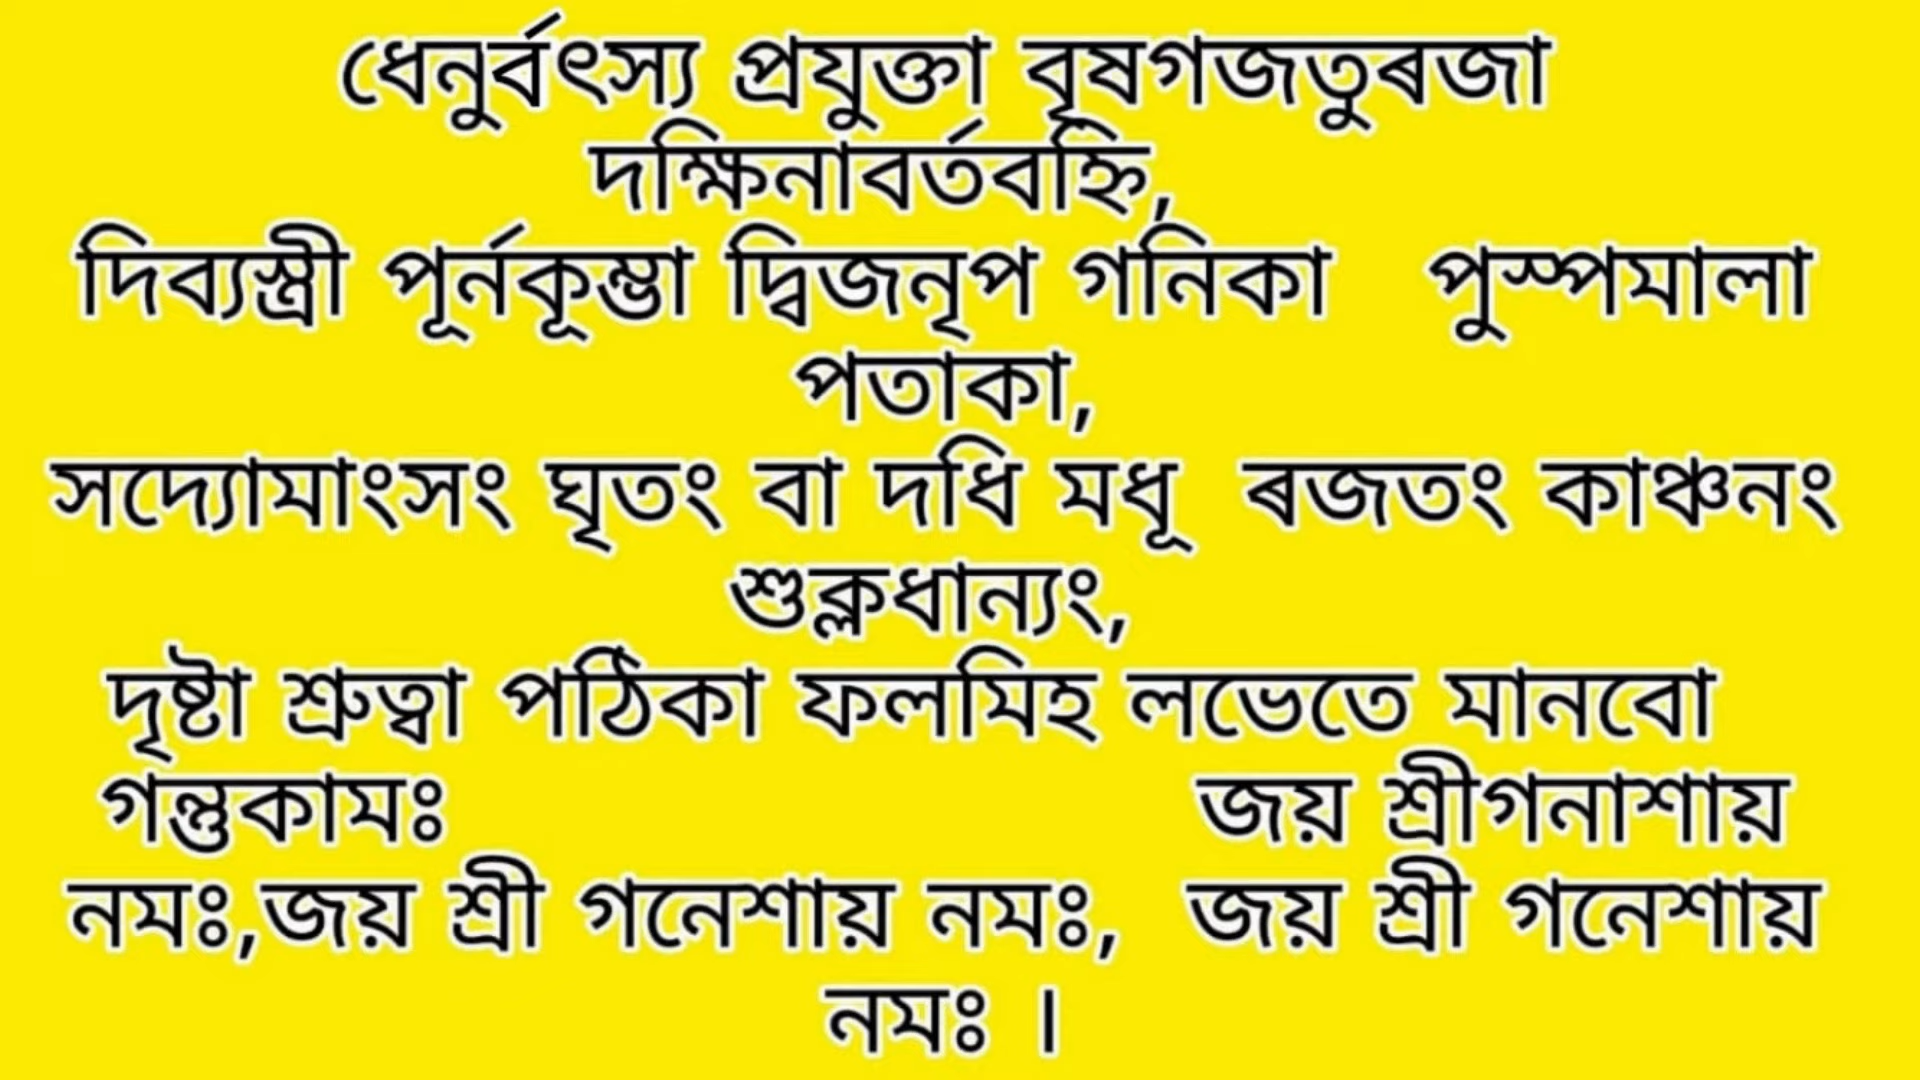 ধেনুৰ্বৎস্য প্ৰযুক্তা বৃষগজতুৰজা
দক্ষিনাবৰ্তবহ্নি,
দিব্যস্ত্ৰী পূৰ্নকূম্ভা দ্বিজনৃপ গনিকা পুস্পমালা
পতাকা,
সদ্যোমাংসং ঘৃতং বা দধি মধূ ৰজতং কাঞ্চনং
শুক্লধান্যং,
দৃষ্টা শ্ৰুত্বা পঠিকা ফলমিহ লভেতে মানবো
গন্তুকামঃ জয় শ্ৰীগনাশায়
নমঃ,জয় শ্ৰী গনেশায় নমঃ, জয় শ্ৰী গনেশায়
নমঃ ।